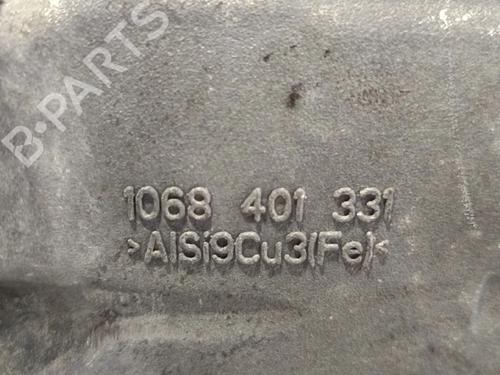 B-PARTS
1068 401 331
>AlSi9Cu3(Fe)<